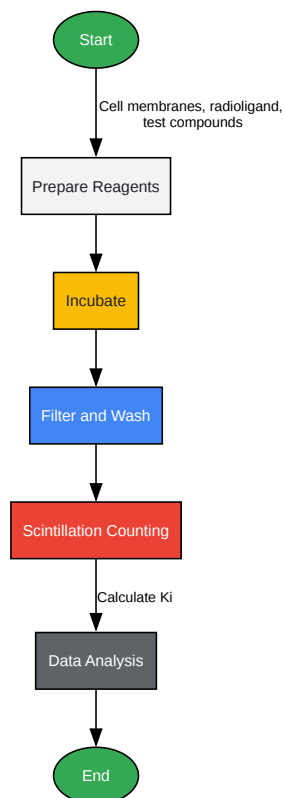 Start
Cell membranes, radioligand,
test compounds
Prepare Reagents
Incubate
Filter and Wash
Scintillation Counting
Calculate Ki
Data Analysis
End